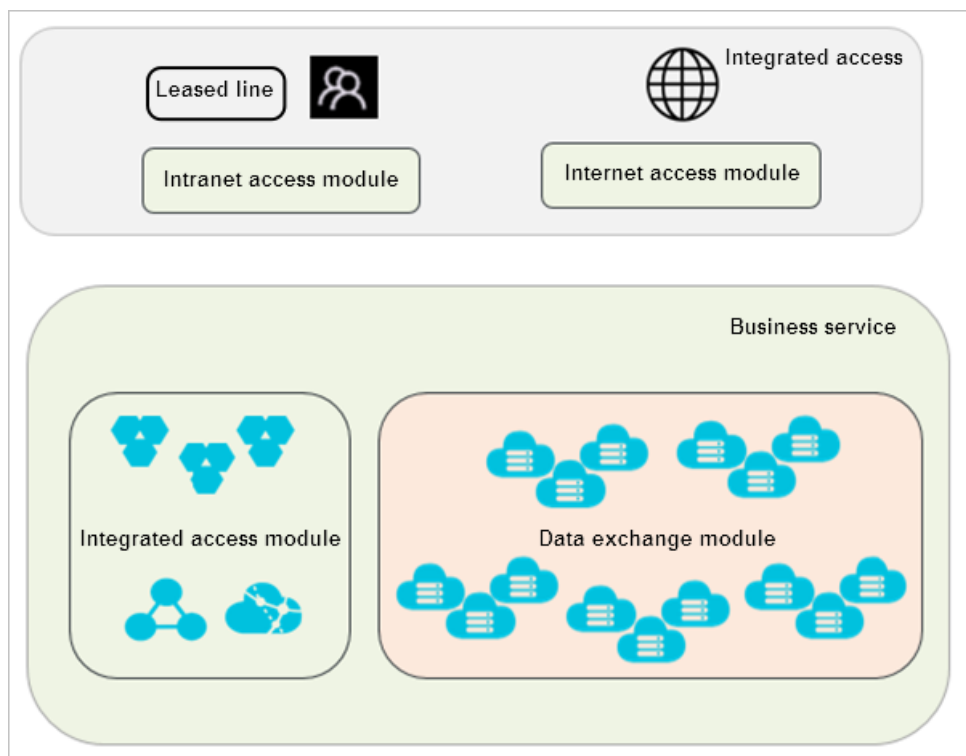 Integrated access
Leased line
Intranet access module
Internet access module
Business service
Integrated access module
Data exchange module